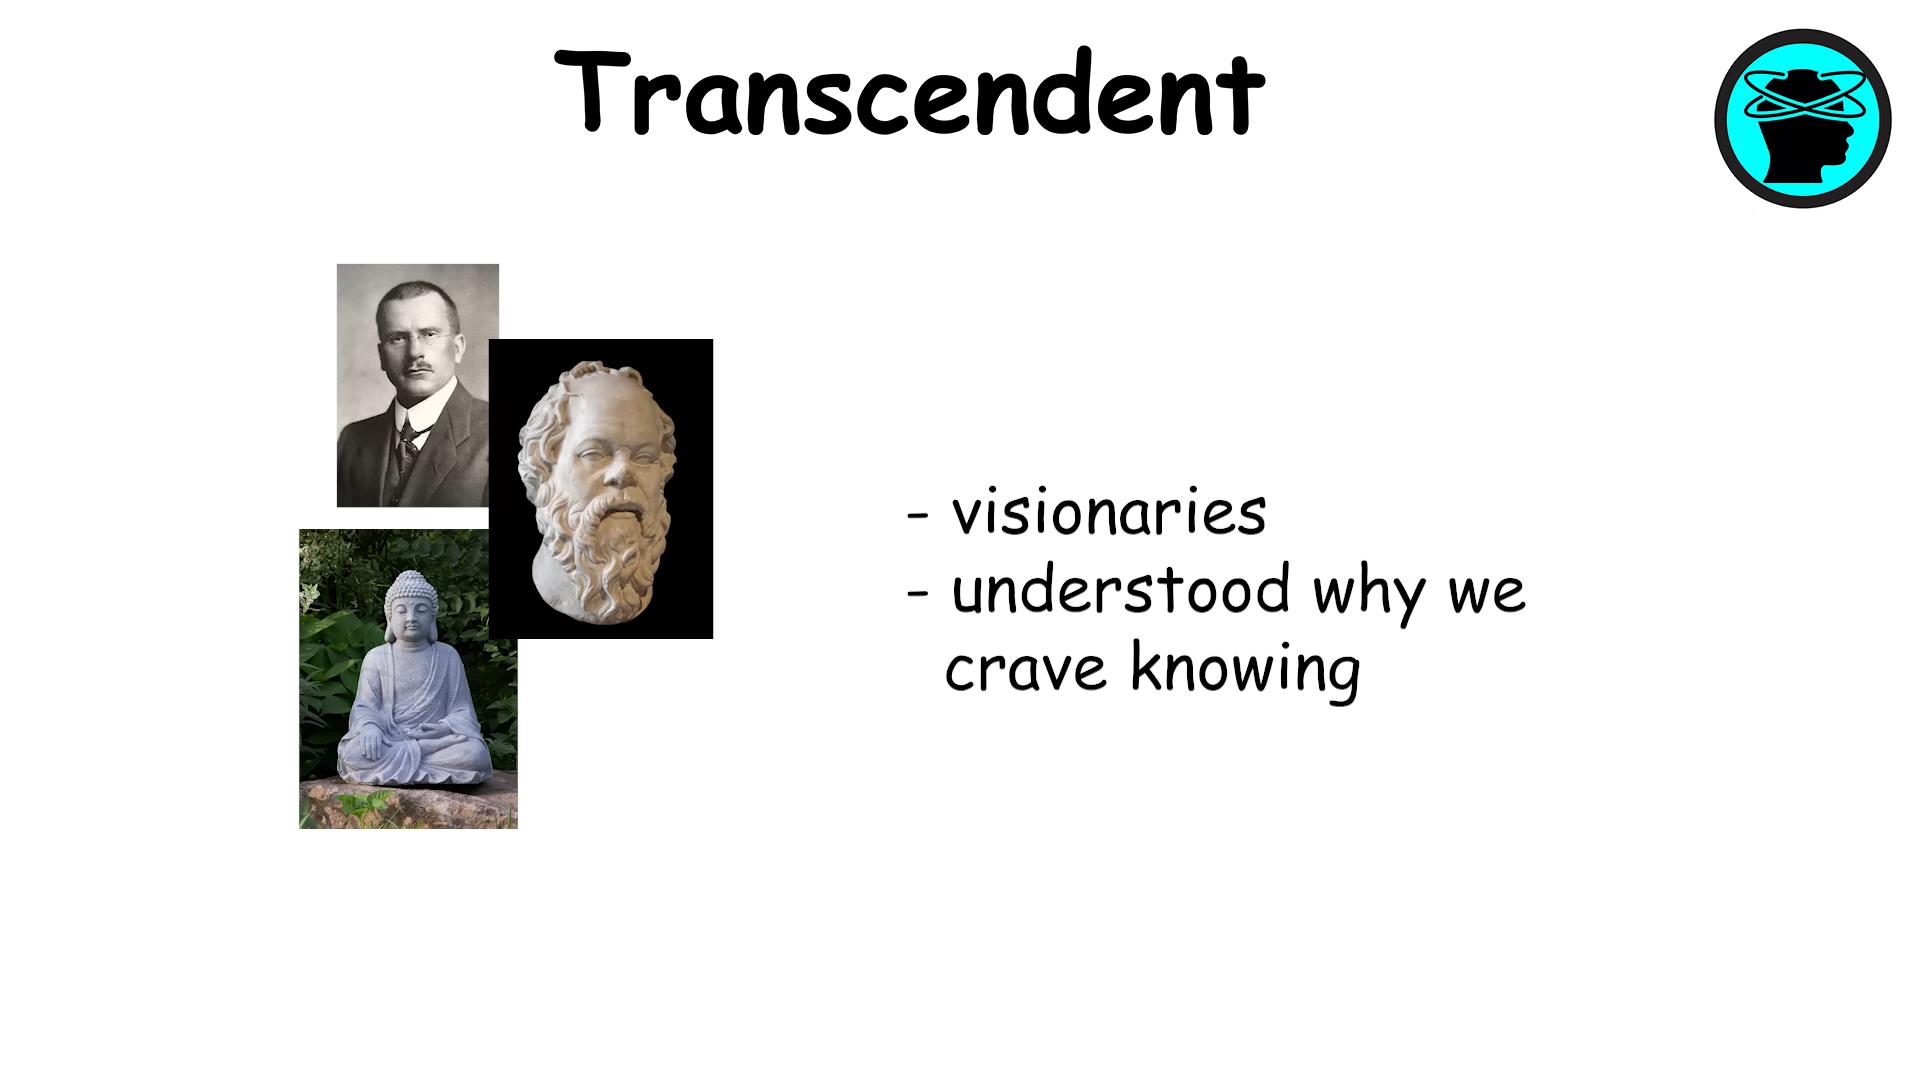 Transcendent
- visionaries
- understood why we
crave knowing